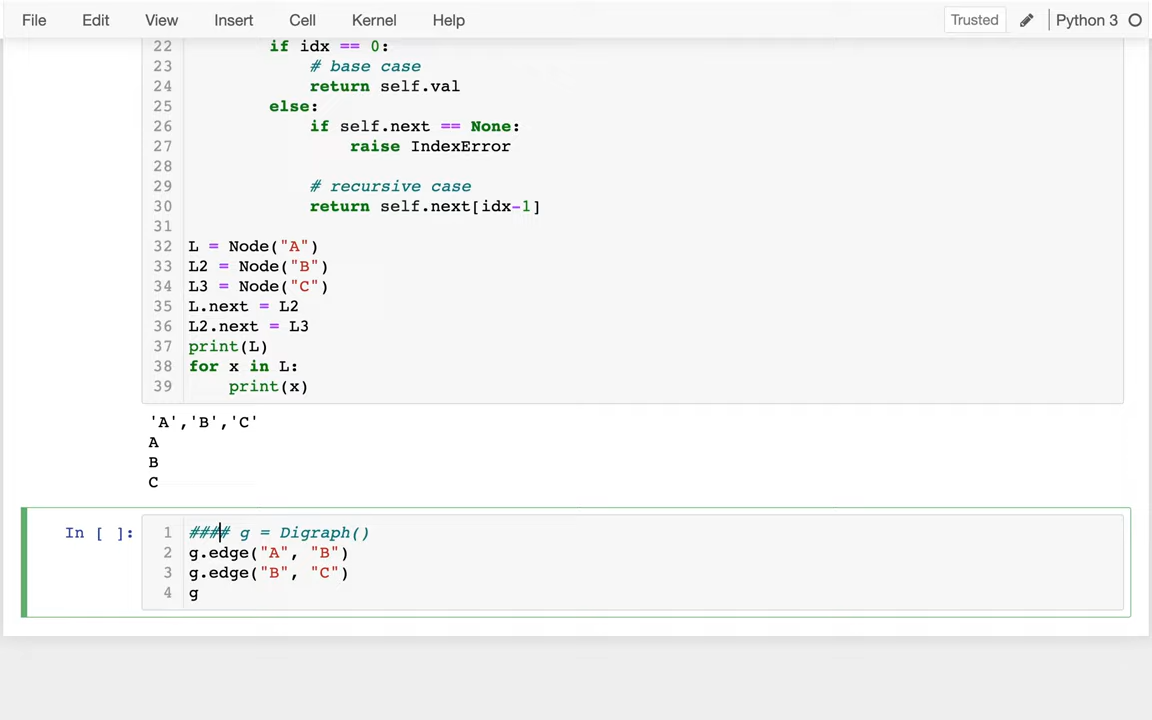 File Edit View Insert Cell Kernel Help Trusted Python 3
22 if idx == 0:
23 # base case
24 return self.val
25 else:
26 if self.next == None:
27 raise IndexError
28
29 # recursive case
30 return self.next[idx-1]
31
32 L = Node("A")
33 L2 = Node("B")
34 L3 = Node("C")
35 L.next = L2
36 L2.next = L3
37 print(L)
38 for x in L:
39 print(x)
'A','B','C'
A
B
C
In [ ]: 1 #### g = Digraph()
2 g.edge("A", "B")
3 g.edge("B", "C")
4 g